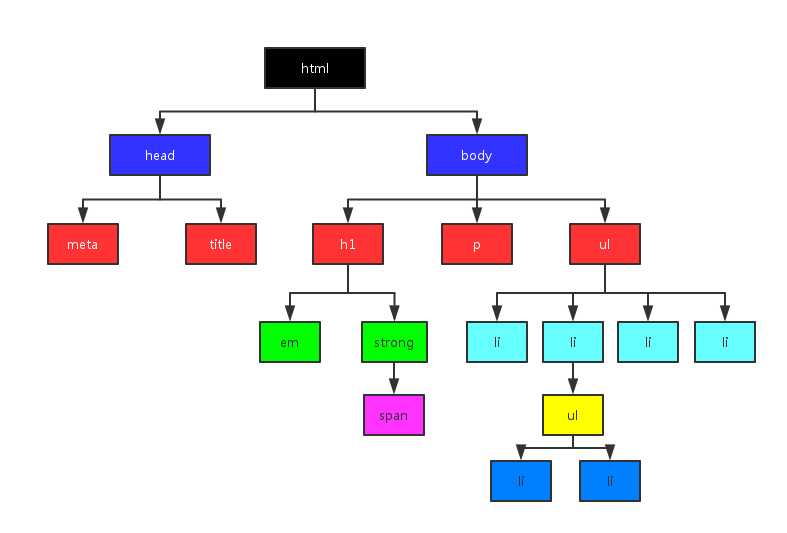 html
head
body
meta
title
h1
p
ul
em
strong
li
li
li
li
span
ul
li
li